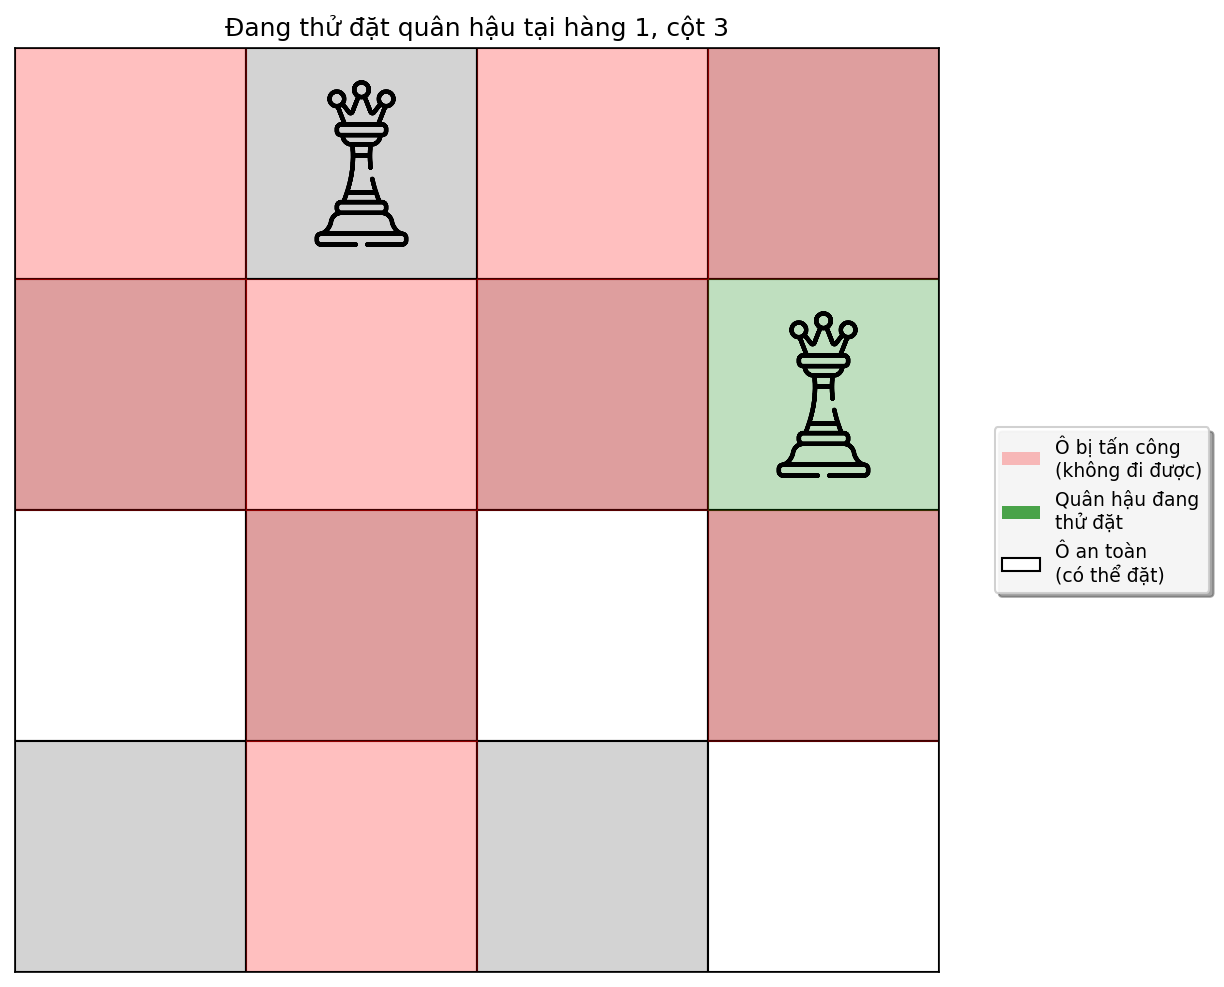 Đang thử đặt quân hậu tại hàng 1, cột 3
Ô bị tấn công
(không đi được)
Quân hậu đang
thử đặt
Ô an toàn
(có thể đặt)